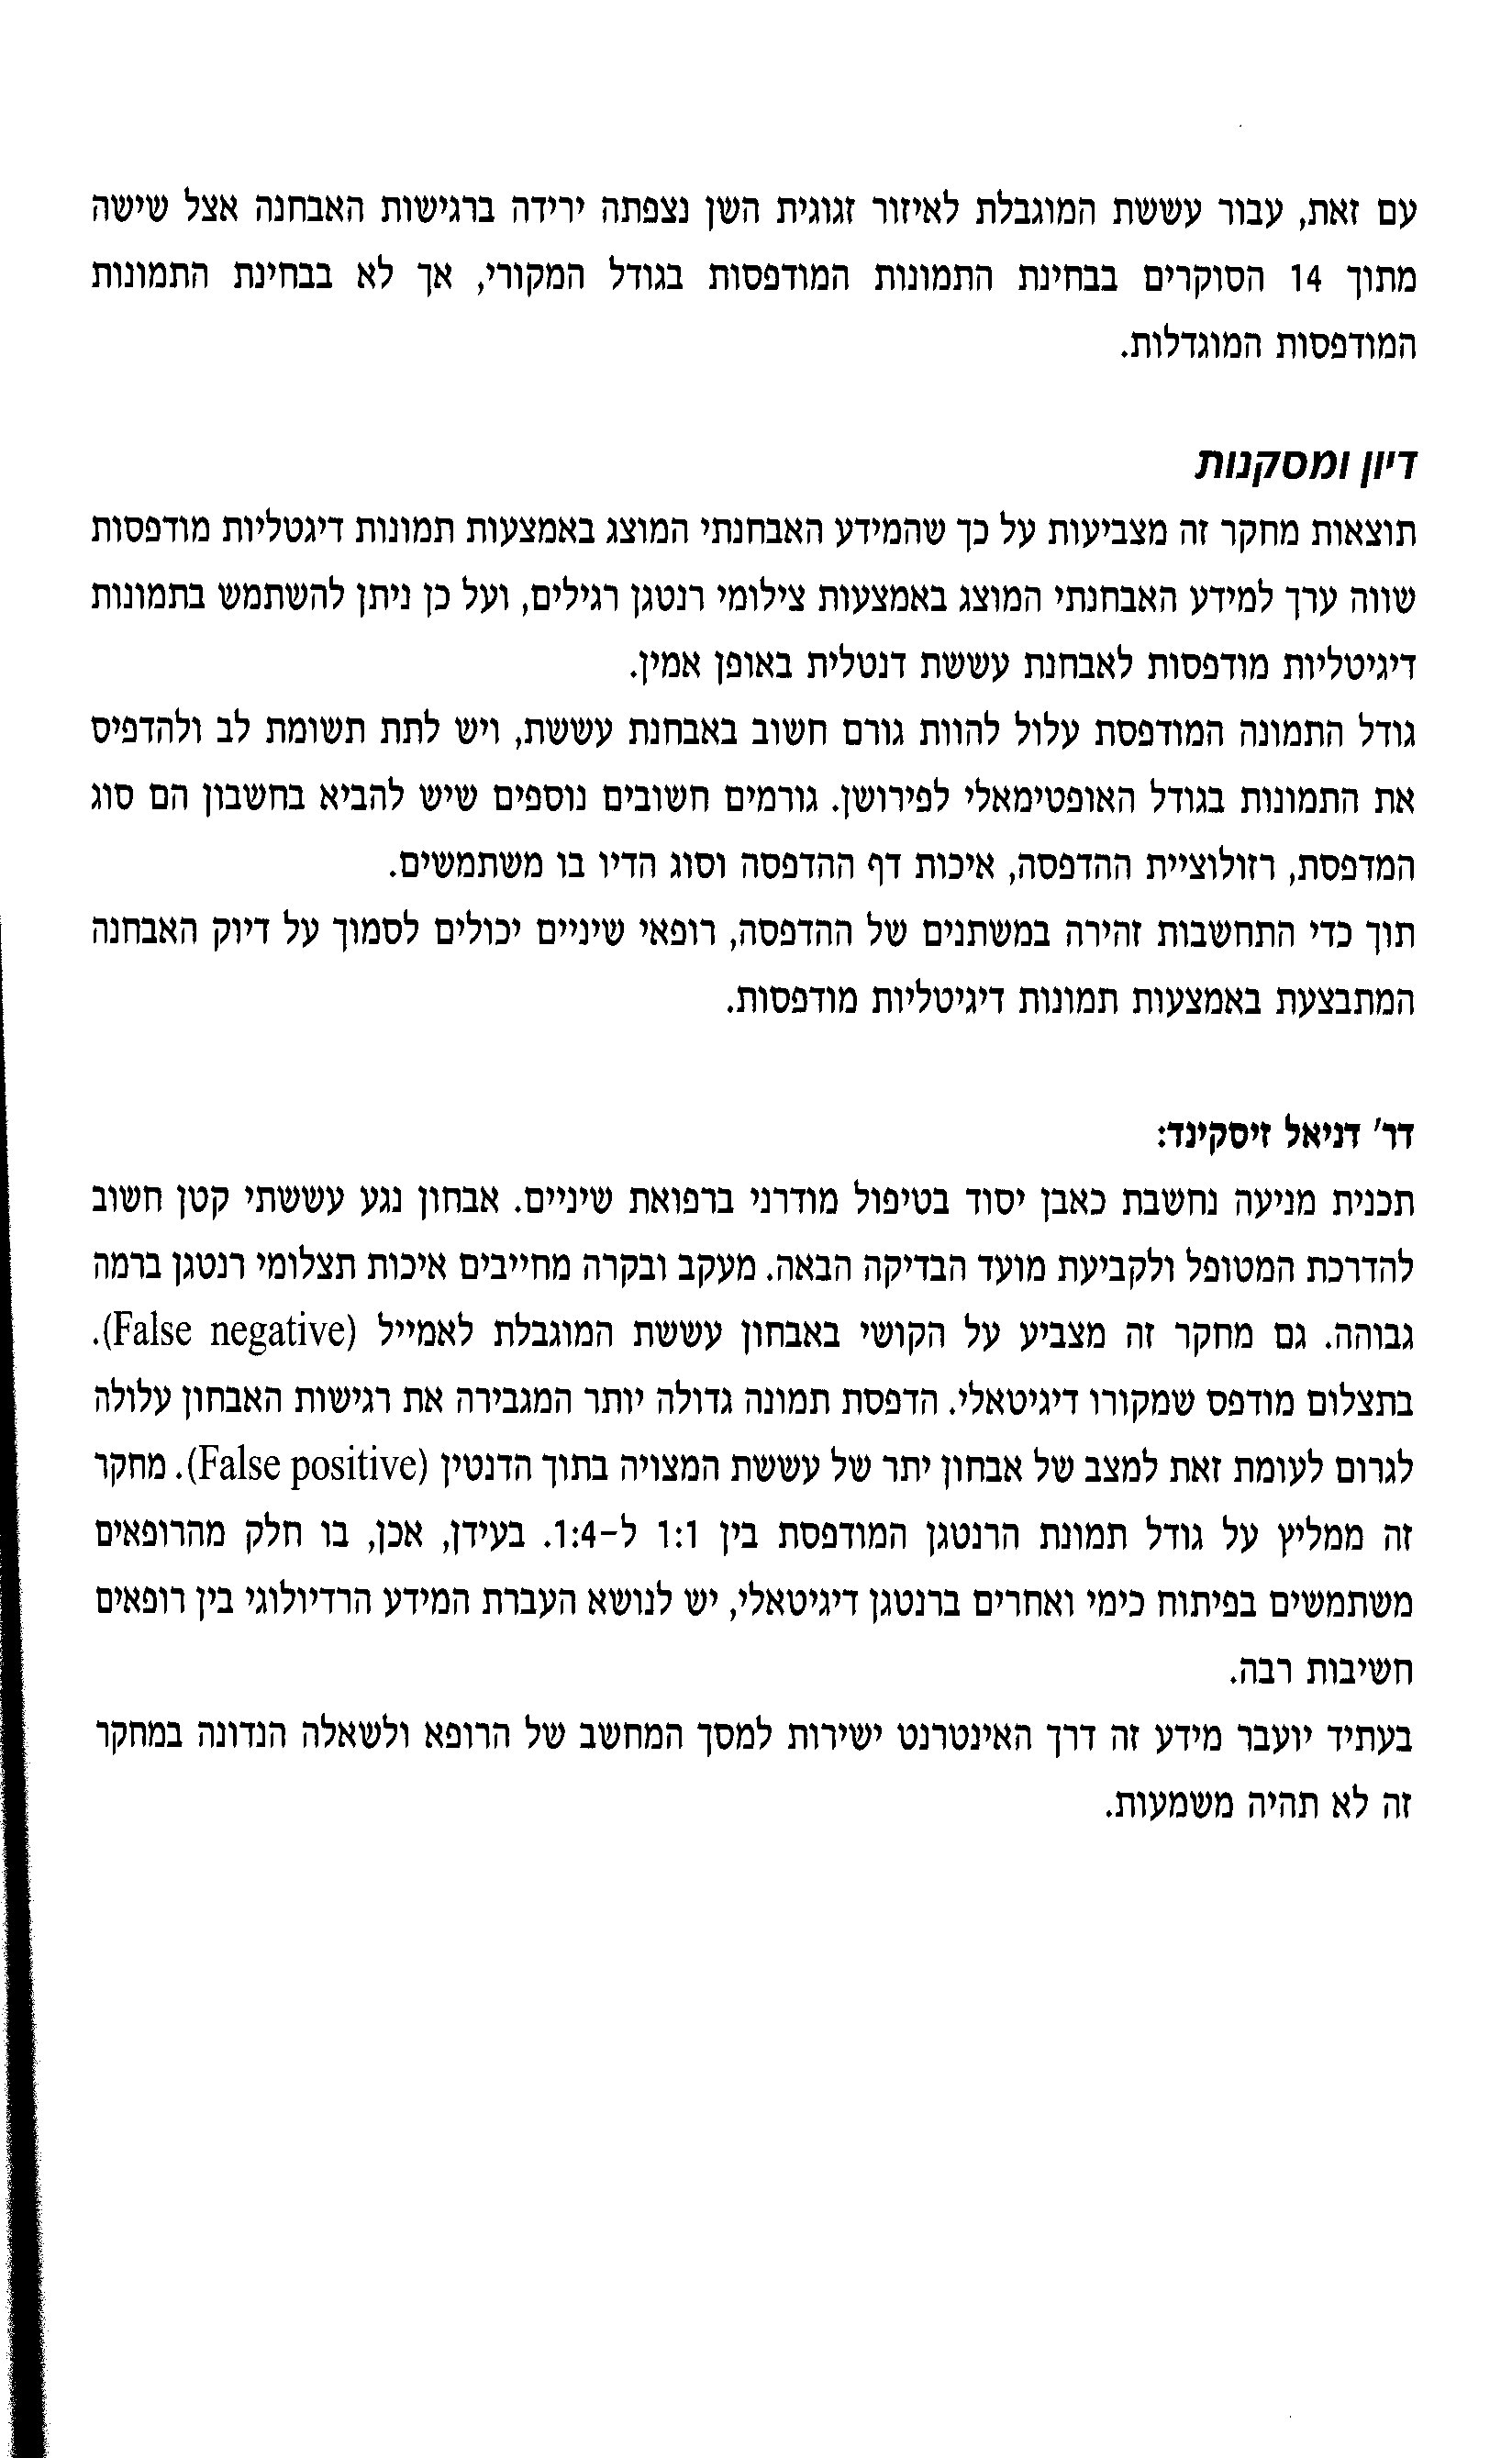 עם זאת, עבור עששת המוגבלת לאיזור זגוגית השן נצפתה ירידה ברגישות האבחנה אצל שישה
מתוך 14 הסוקרים בבחינת התמונות המודפסות בגודל המקורי, אך לא בבחינת התמונות
המודפסות המוגדלות.
דיון ומסקנות
תוצאות מחקר זה מצביעות על כך שהמידע האבחנתי המוצג באמצעות תמונות דיגטליות מודפסות
שווה ערך למידע האבחנתי המוצג באמצעות צילומי רנטגן רגילים, ועל כן ניתן להשתמש בתמונות
דיגיטליות מודפסות לאבחנת עששת דנטלית באופן אמין.
גודל התמונה המודפסת עלול להוות גורם חשוב באבחנת עששת, ויש לתת תשומת לב ולהדפיס
את התמונות בגודל האופטימאלי לפירושן. גורמים חשובים נוספים שיש להביא בחשבון הם סוג
המדפסת, רזולוציית ההדפסה, איכות דף ההדפסה וסוג הדיו בו משתמשים.
תוך כדי התחשבות זהירה במשתנים של ההדפסה, רופאי שיניים יכולים לסמוך על דיוק האבחנה
המתבצעת באמצעות תמונות דיגיטליות מודפסות.
דר' דניאל זיסקינד:
תכנית מניעה נחשבת כאבן יסוד בטיפול מודרני ברפואת שיניים. אבחון נגע עששתי קטן חשוב
להדרכת המטופל ולקביעת מועד הבדיקה הבאה. מעקב ובקרה מחייבים איכות תצלומי רנטגן ברמה
גבוהה. גם מחקר זה מצביע על הקושי באבחון עששת המוגבלת לאמייל (False negative).
בתצלום מודפס שמקורו דיגיטאלי. הדפסת תמונה גדולה יותר המגבירה את רגישות האבחון עלולה
לגרום לעומת זאת למצב של אבחון יתר של עששת המצויה בתוך הדנטין (False positive). מחקר
זה ממליץ על גודל תמונת הרנטגן המודפסת בין 1:1 ל-1:4. בעידן, אכן, בו חלק מהרופאים
משתמשים בפיתוח כימי ואחרים ברנטגן דיגיטאלי, יש לנושא העברת המידע הרדיולוגי בין רופאים
חשיבות רבה.
בעתיד יועבר מידע זה דרך האינטרנט ישירות למסך המחשב של הרופא ולשאלה הנדונה במחקר
זה לא תהיה משמעות.